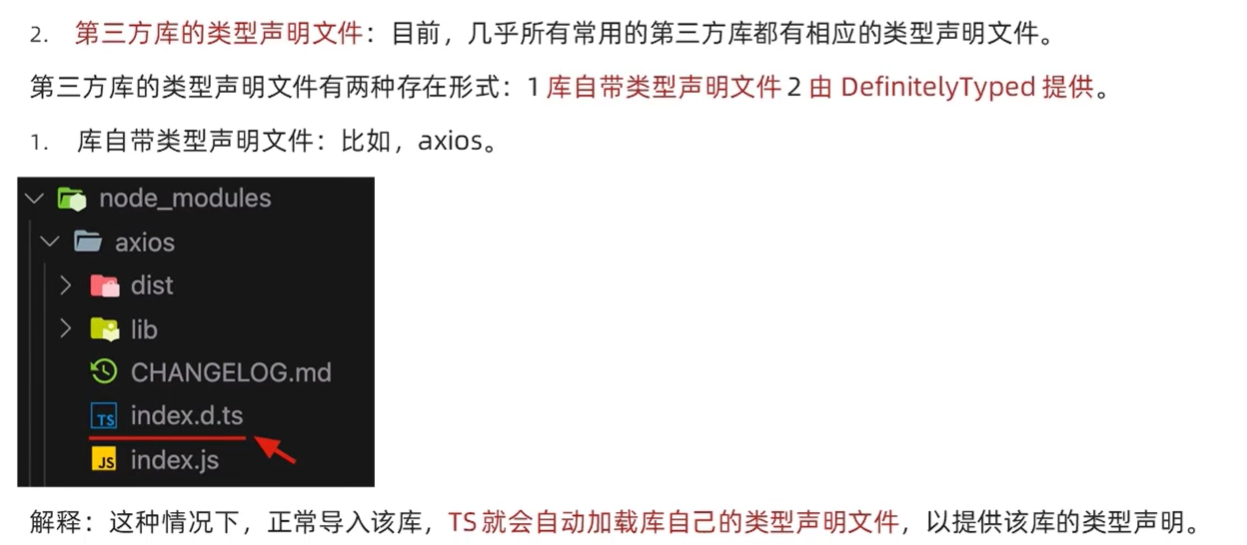 2. 第三方库的类型声明文件：目前，几乎所有常用的第三方库都有相应的类型声明文件。
第三方库的类型声明文件有两种存在形式：1 库自带类型声明文件 2 由 DefinitelyTyped 提供。
1. 库自带类型声明文件：比如，axios。
node_modules
axios
dist
lib
CHANGELOG.md
TS index.d.ts
JS index.js
解释：这种情况下，正常导入该库，TS 就会自动加载库自己的类型声明文件，以提供该库的类型声明。